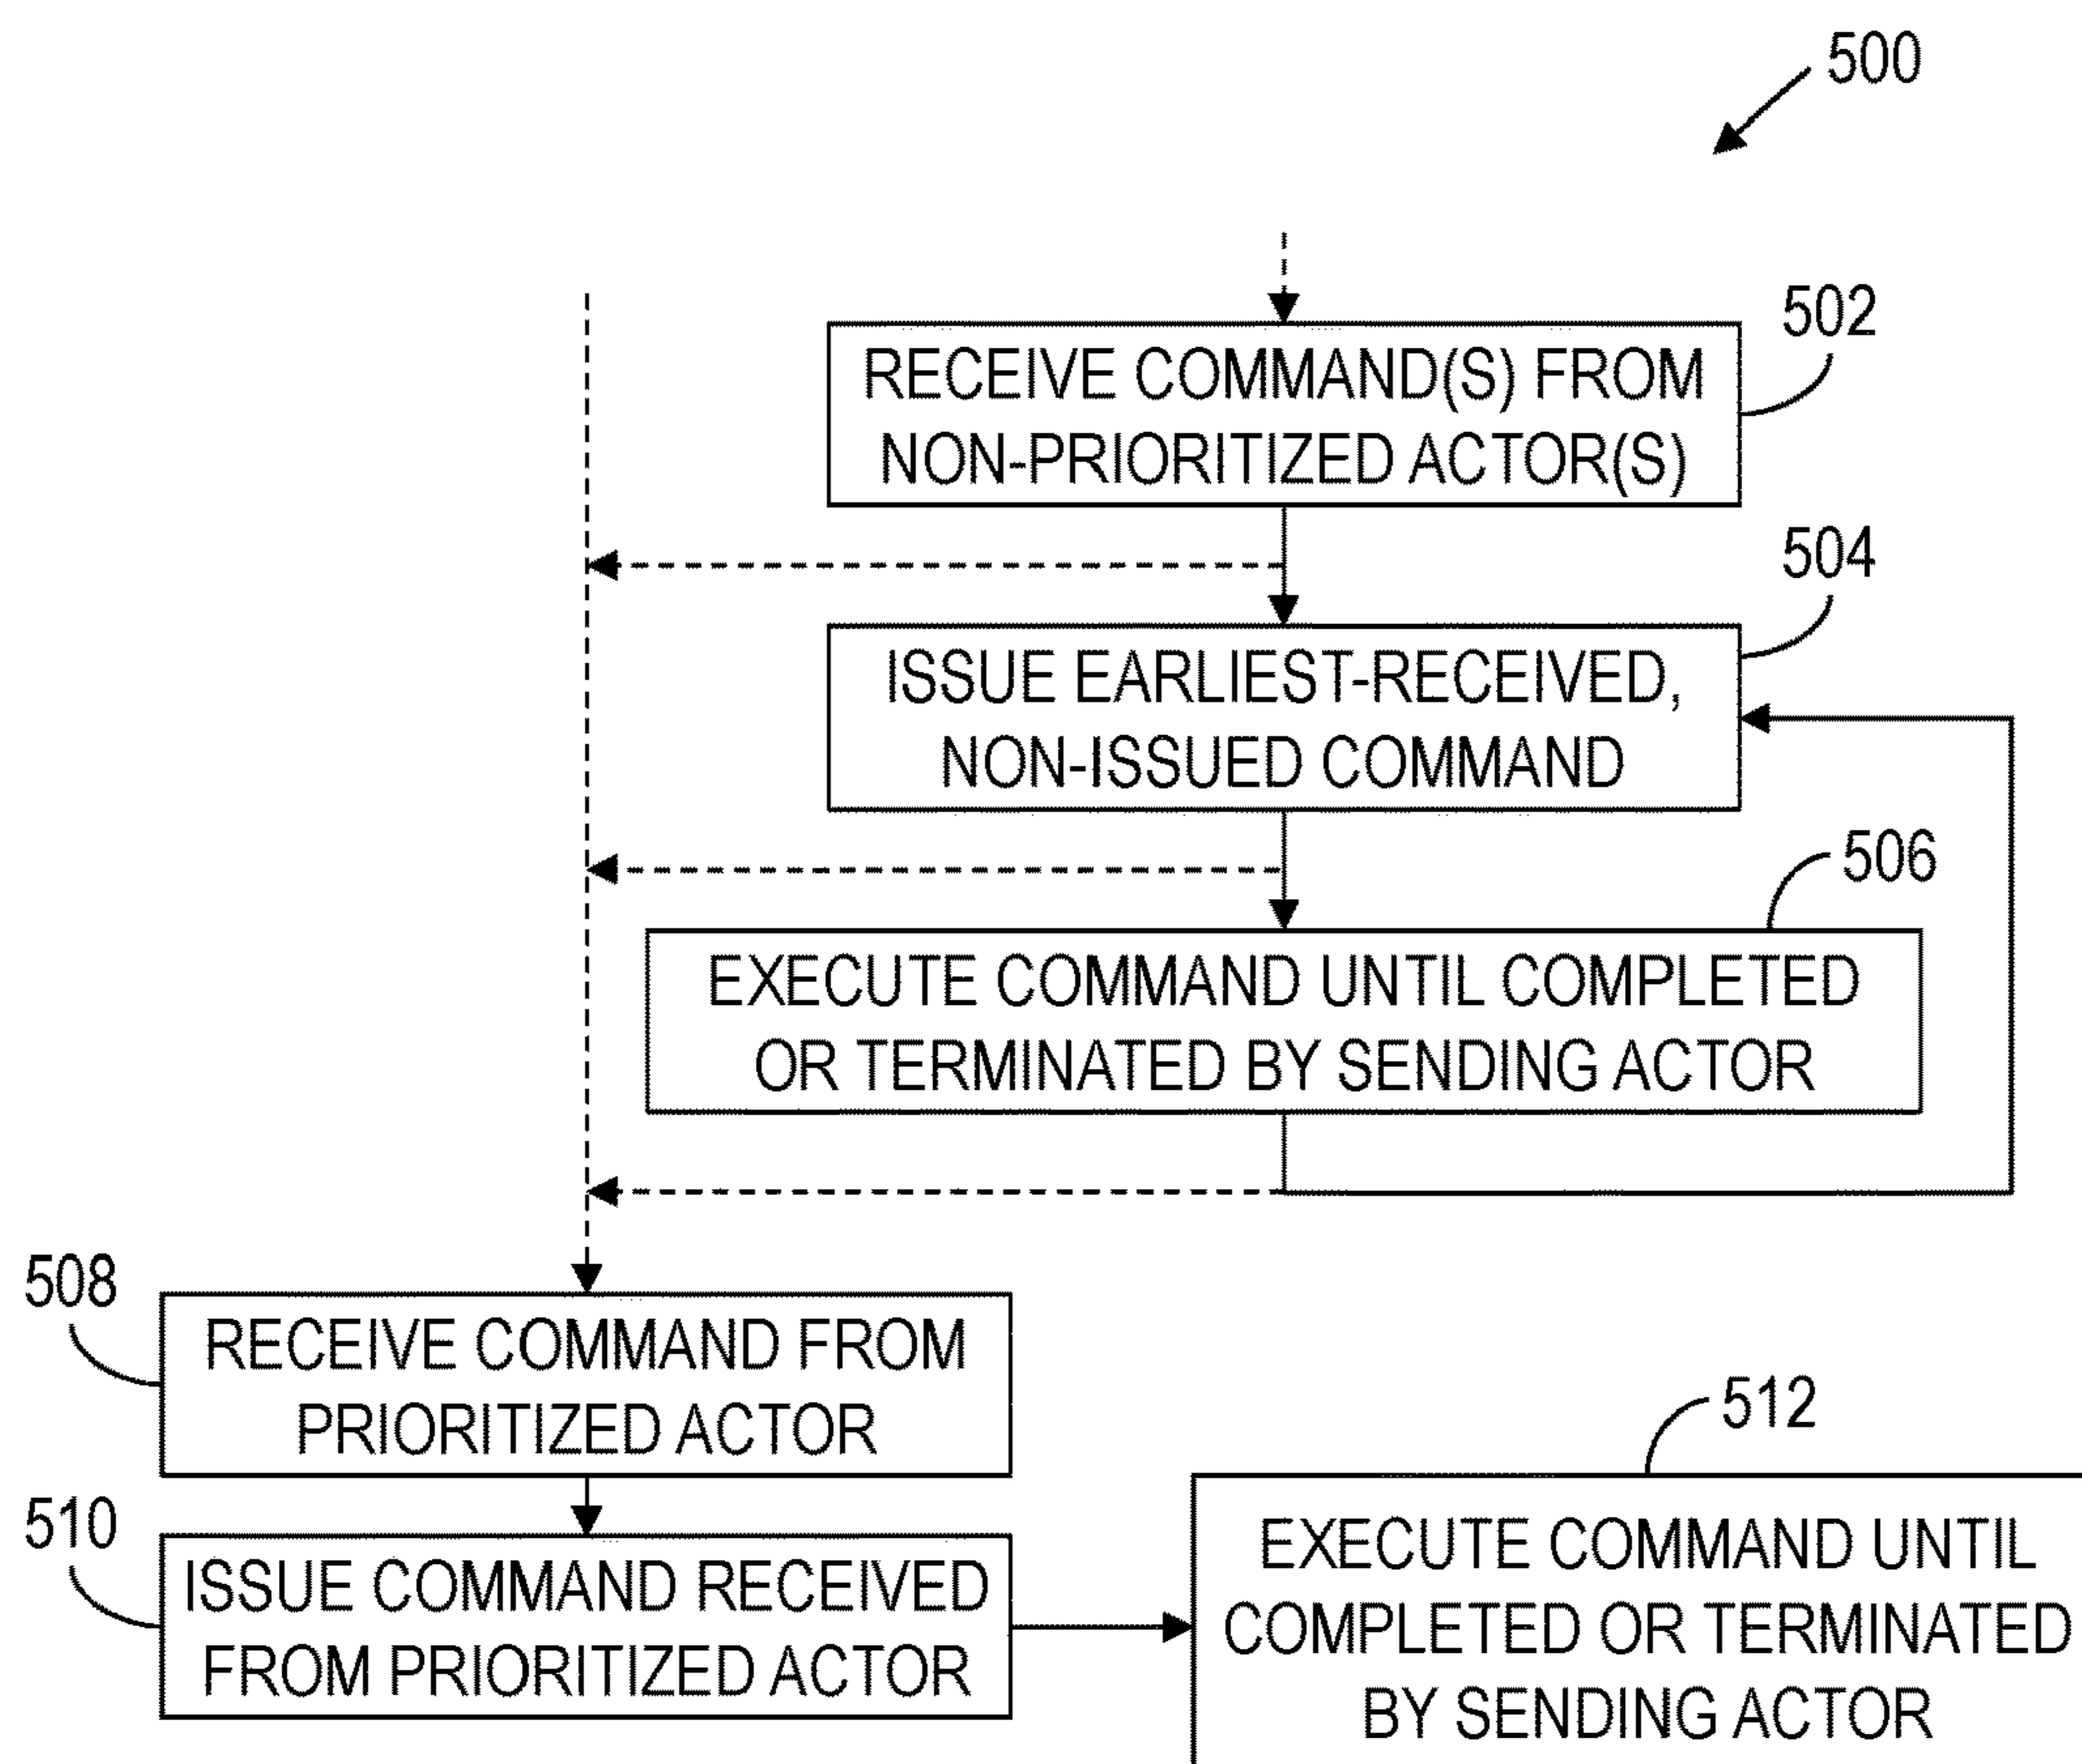 500
502
RECEIVE COMMAND(S) FROM
NON-PRIORITIZED ACTOR(S)
504
ISSUE EARLIEST-RECEIVED,
NON-ISSUED COMMAND
506
EXECUTE COMMAND UNTIL COMPLETED
OR TERMINATED BY SENDING ACTOR
508
RECEIVE COMMAND FROM
PRIORITIZED ACTOR
510
ISSUE COMMAND RECEIVED
FROM PRIORITIZED ACTOR
512
EXECUTE COMMAND UNTIL
COMPLETED OR TERMINATED
BY SENDING ACTOR